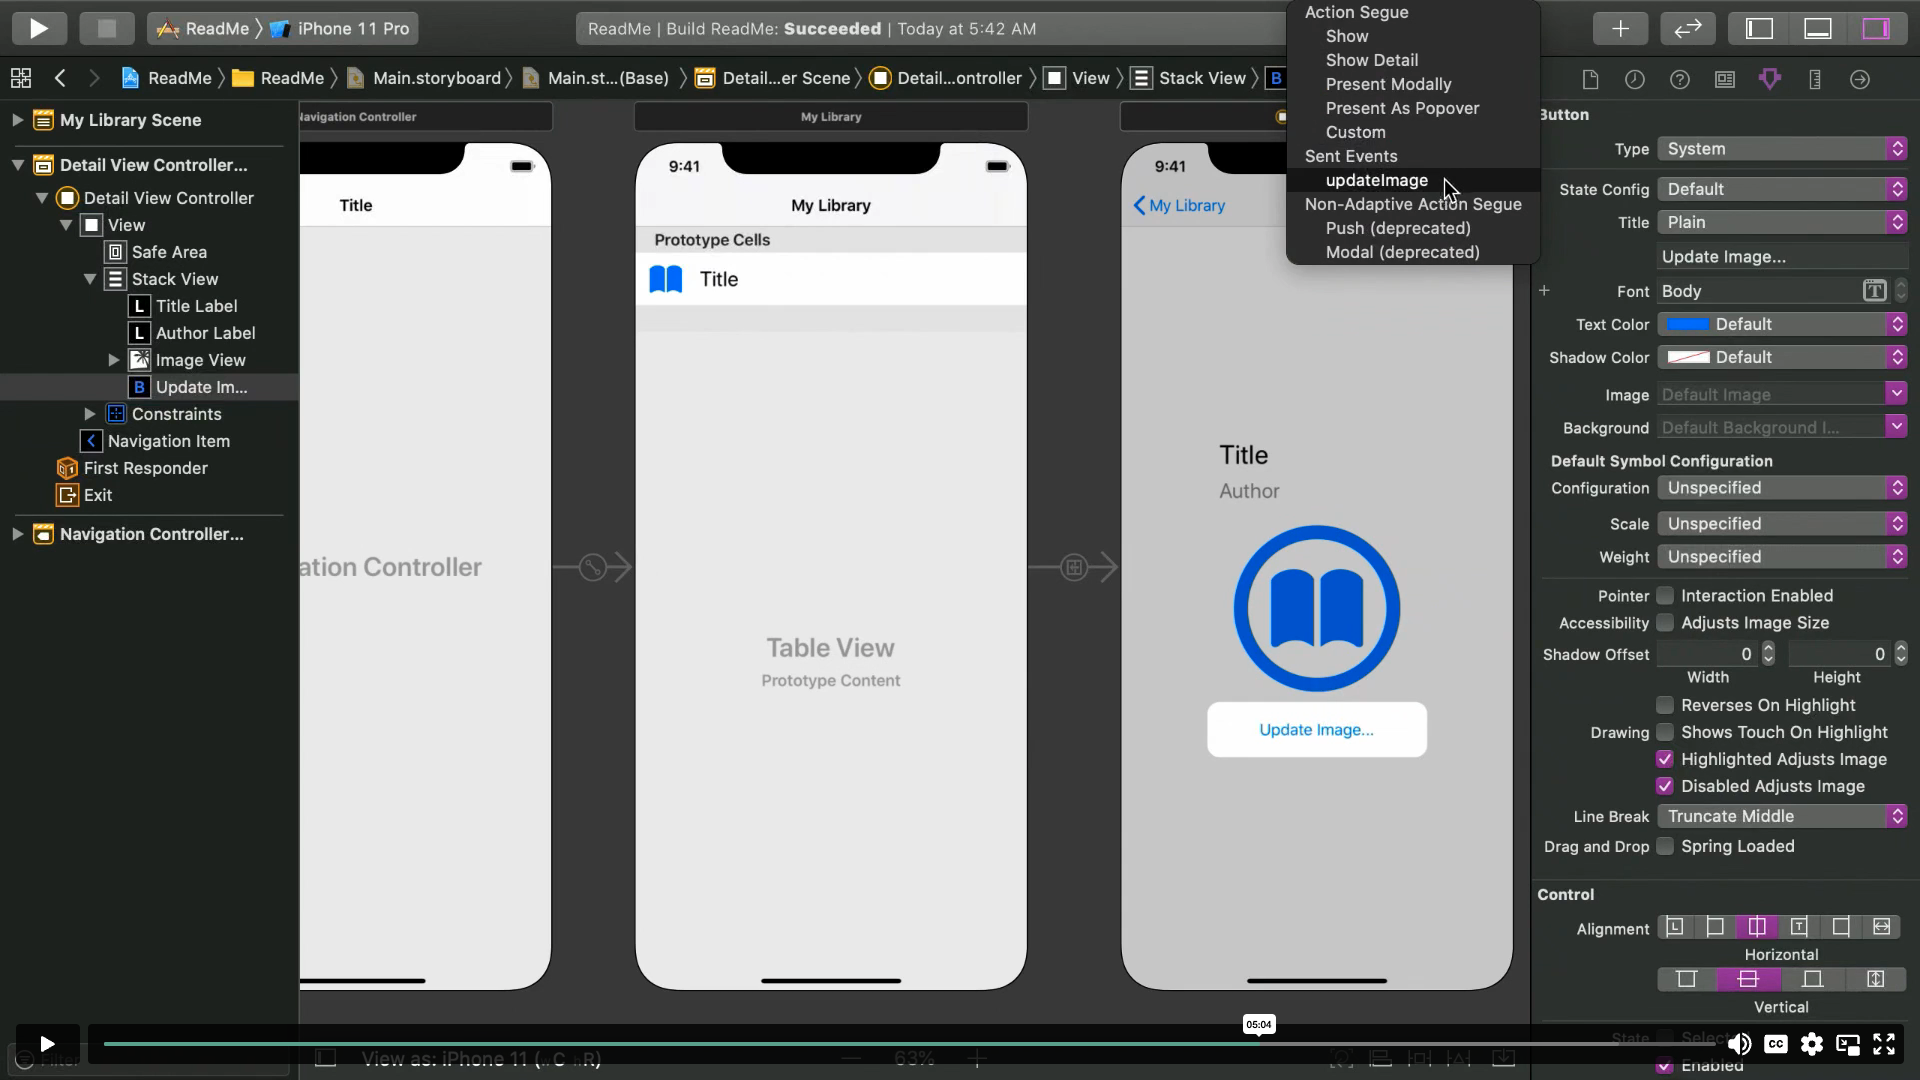 ReadMe
iPhone 11 Pro
ReadMe | Build ReadMe: Succeeded | Today at 5:42 AM
ReadMe
ReadMe
Main.storyboard
Main.st...(Base)
Detail...er Scene
Detail...ontroller
View
Stack View
B
Action Segue
Show
Show Detail
Present Modally
Present As Popover
Custom
Sent Events
updateImage
Non-Adaptive Action Segue
Push (deprecated)
Modal (deprecated)
My Library Scene
Detail View Controller...
Detail View Controller
View
Safe Area
Stack View
L Title Label
L Author Label
Image View
B Update Im...
Constraints
Navigation Item
First Responder
Exit
Navigation Controller...
Navigation Controller
Title
ation Controller
My Library
9:41
My Library
Prototype Cells
Title
Table View
Prototype Content
9:41
My Library
Title
Author
Update Image...
Button
Type System
State Config Default
Title Plain
Update Image...
Font Body
Text Color Default
Shadow Color Default
Image Default Image
Background Default Background I...
Default Symbol Configuration
Configuration Unspecified
Scale Unspecified
Weight Unspecified
Pointer Interaction Enabled
Accessibility Adjusts Image Size
Shadow Offset 0 0
Width Height
Reverses On Highlight
Drawing Shows Touch On Highlight
Highlighted Adjusts Image
Disabled Adjusts Image
Line Break Truncate Middle
Drag and Drop Spring Loaded
Control
Alignment
Horizontal
Vertical
State Selec
Enabled
05:04
Filter
View as: iPhone 11 (wC hR)
63%
CC